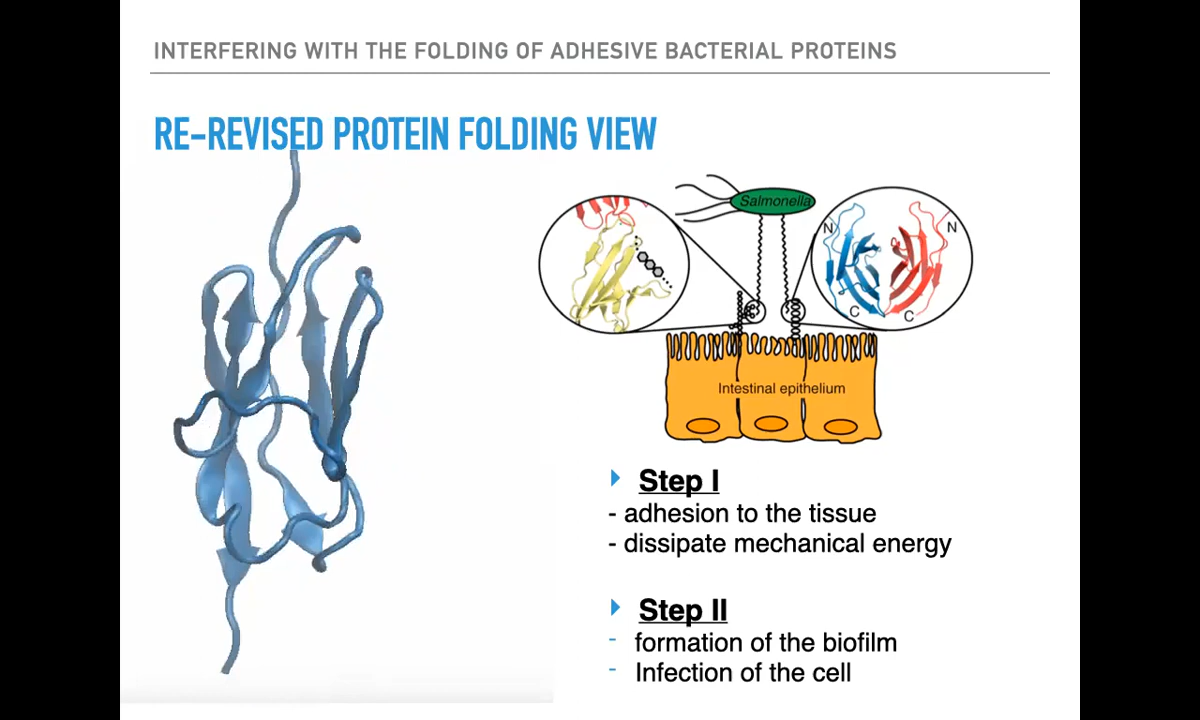 INTERFERING WITH THE FOLDING OF ADHESIVE BACTERIAL PROTEINS
RE-REVISED PROTEIN FOLDING VIEW
Salmonella
N
N
C
C
Intestinal epithelium
Step I
- adhesion to the tissue
- dissipate mechanical energy
Step II
- formation of the biofilm
- Infection of the cell